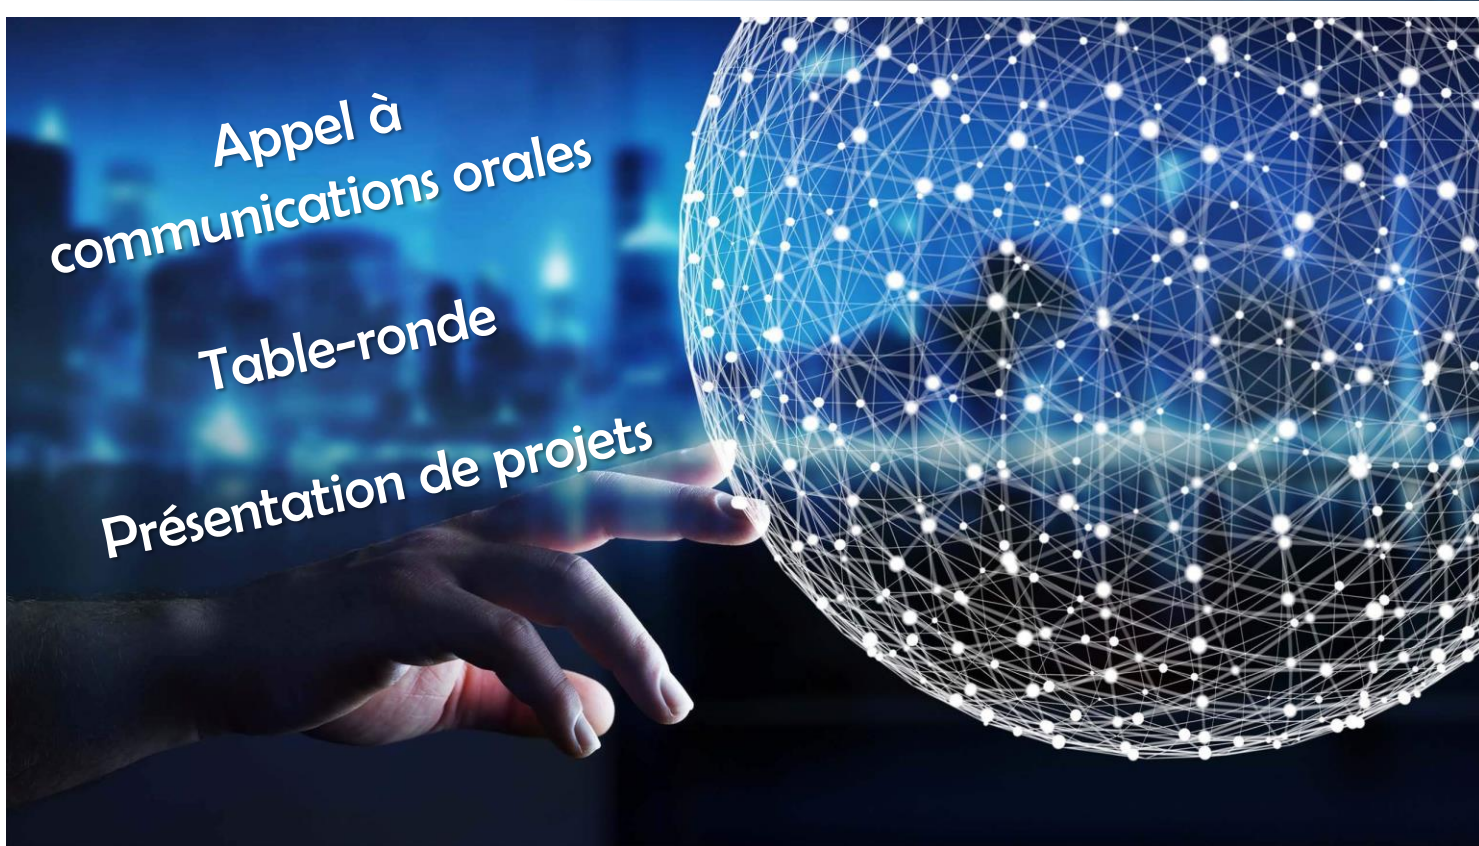 Appel à
communications orales
Table-ronde
Présentation de projets